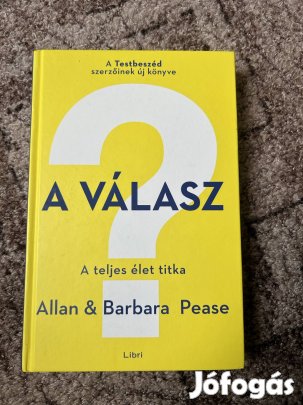 A Testbeszéd
szerzőinek új könyve
A VÁLASZ
A teljes élet titka
Allan & Barbara Pease
Libri
Jófogás